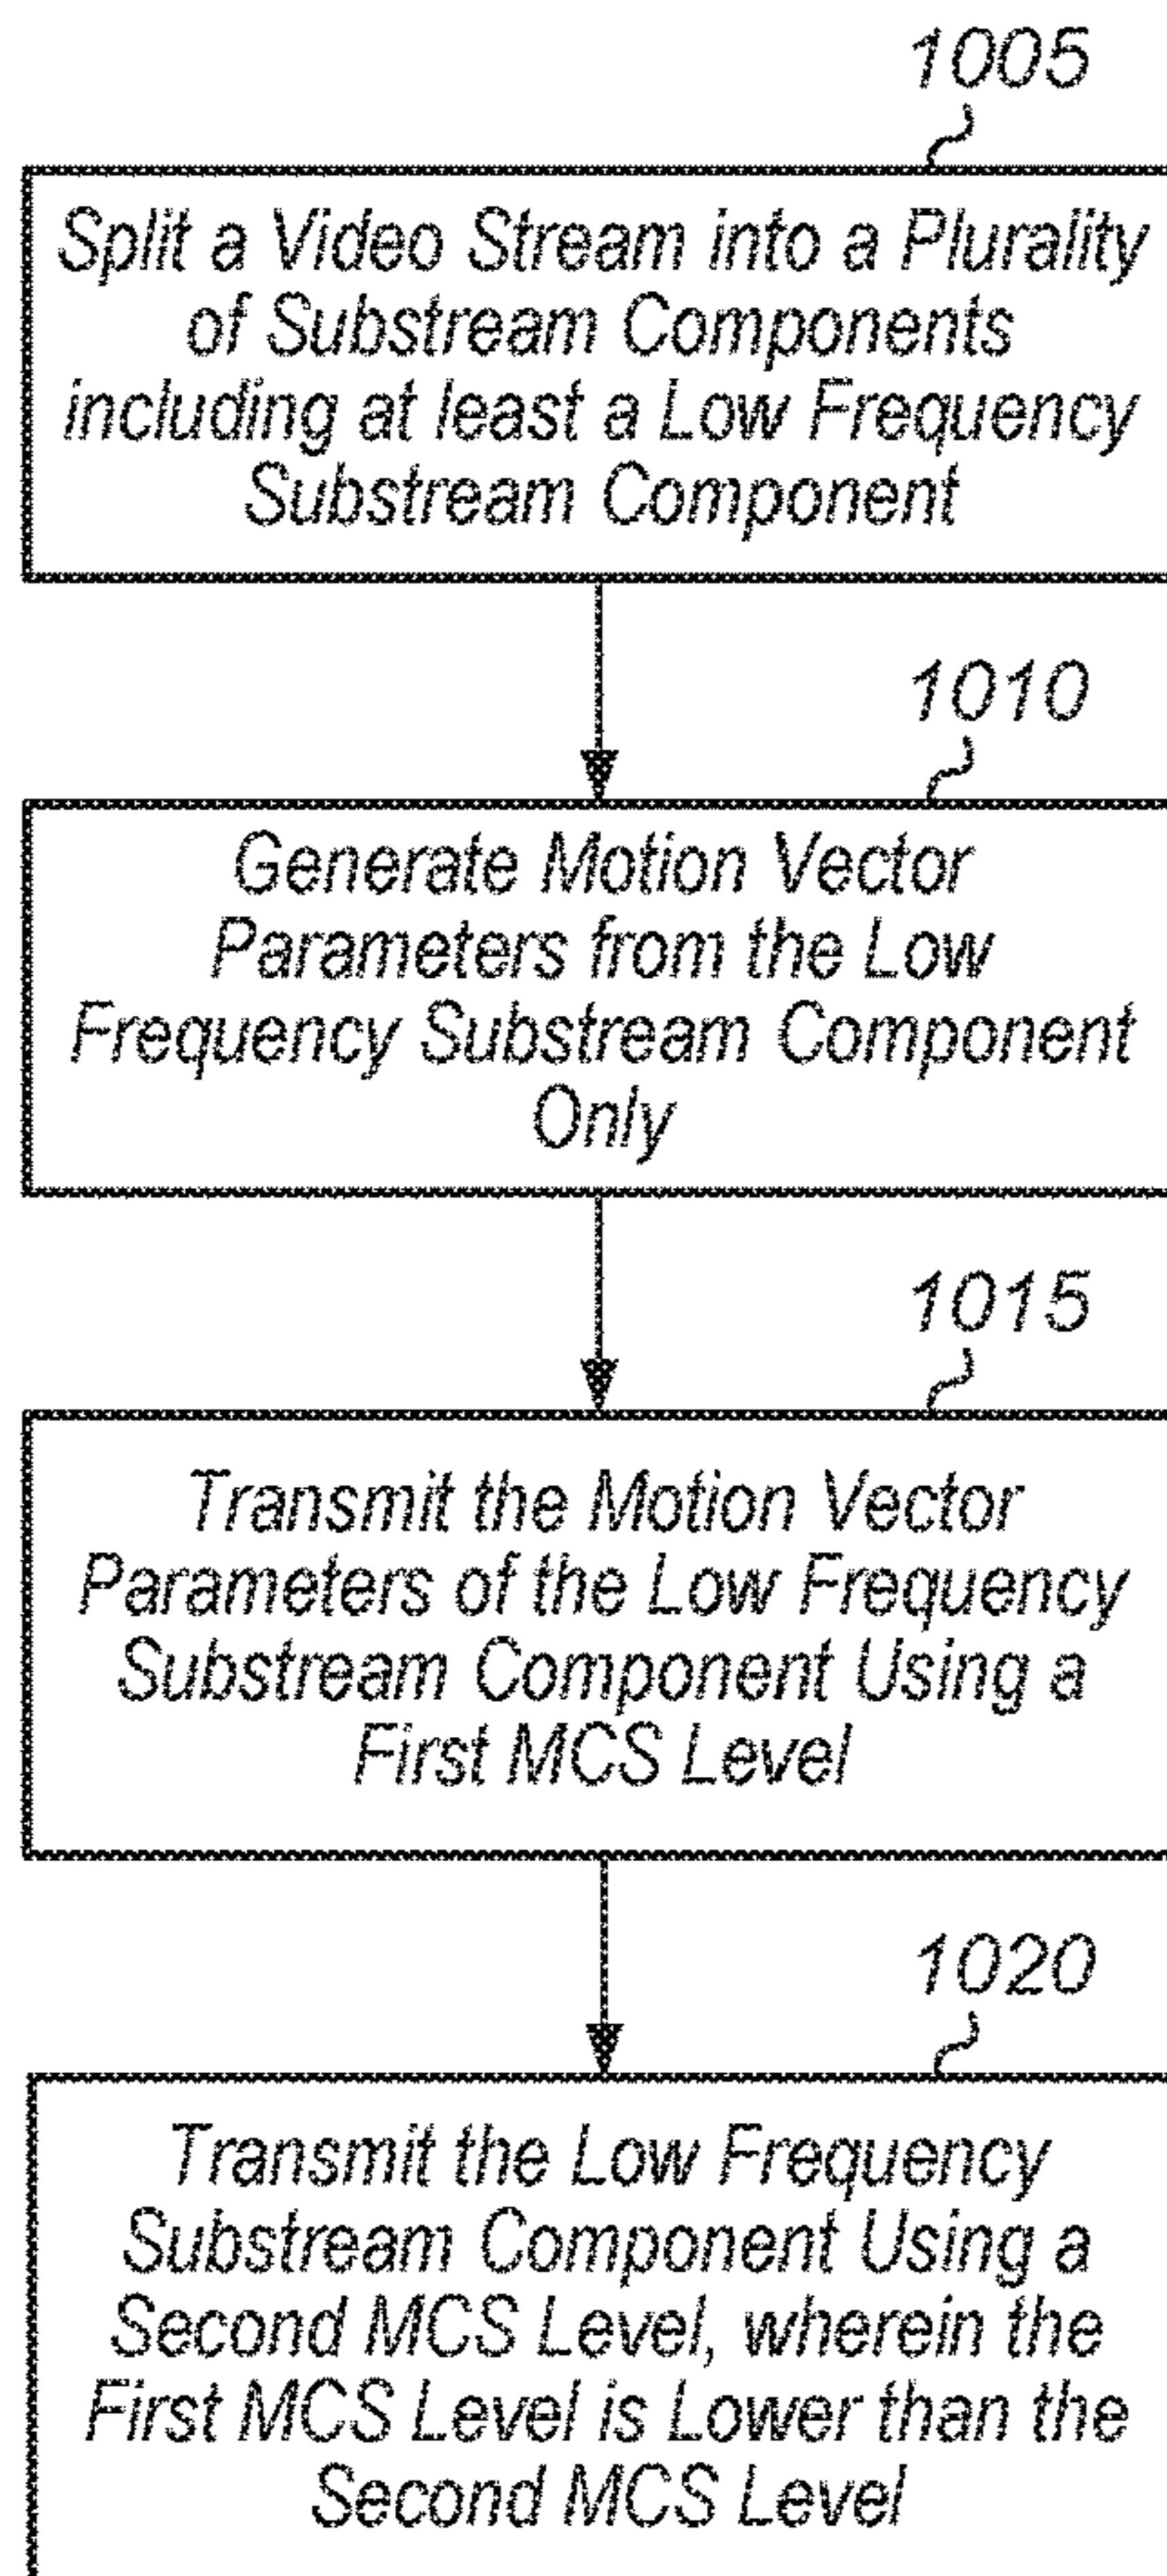 1005
Split a Video Stream into a Plurality
of Substream Components
including at least a Low Frequency
Substream Component
1010
Generate Motion Vector
Parameters from the Low
Frequency Substream Component
Only
1015
Transmit the Motion Vector
Parameters of the Low Frequency
Substream Component Using a
First MCS Level
1020
Transmit the Low Frequency
Substream Component Using a
Second MCS Level, wherein the
First MCS Level is Lower than the
Second MCS Level